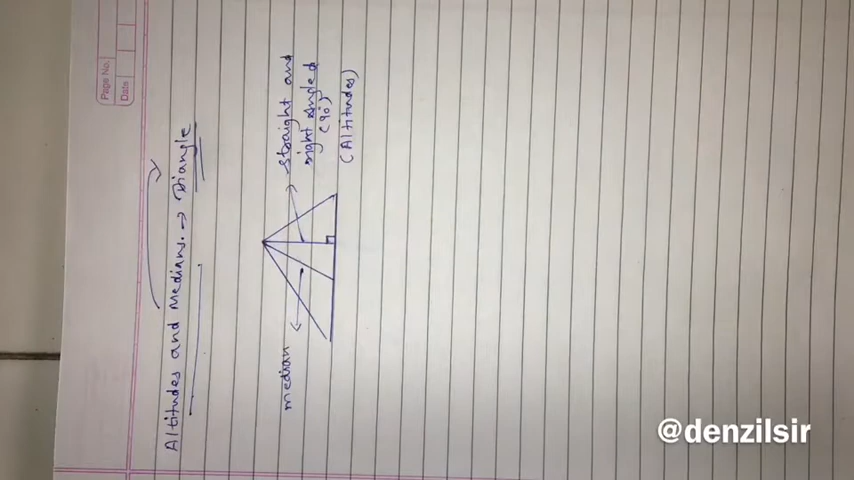 Page No.
Date
Altitudes and Medians. → Triangle
median
straight and
right angled
(90°)
(Altitudes)
@denzilsir